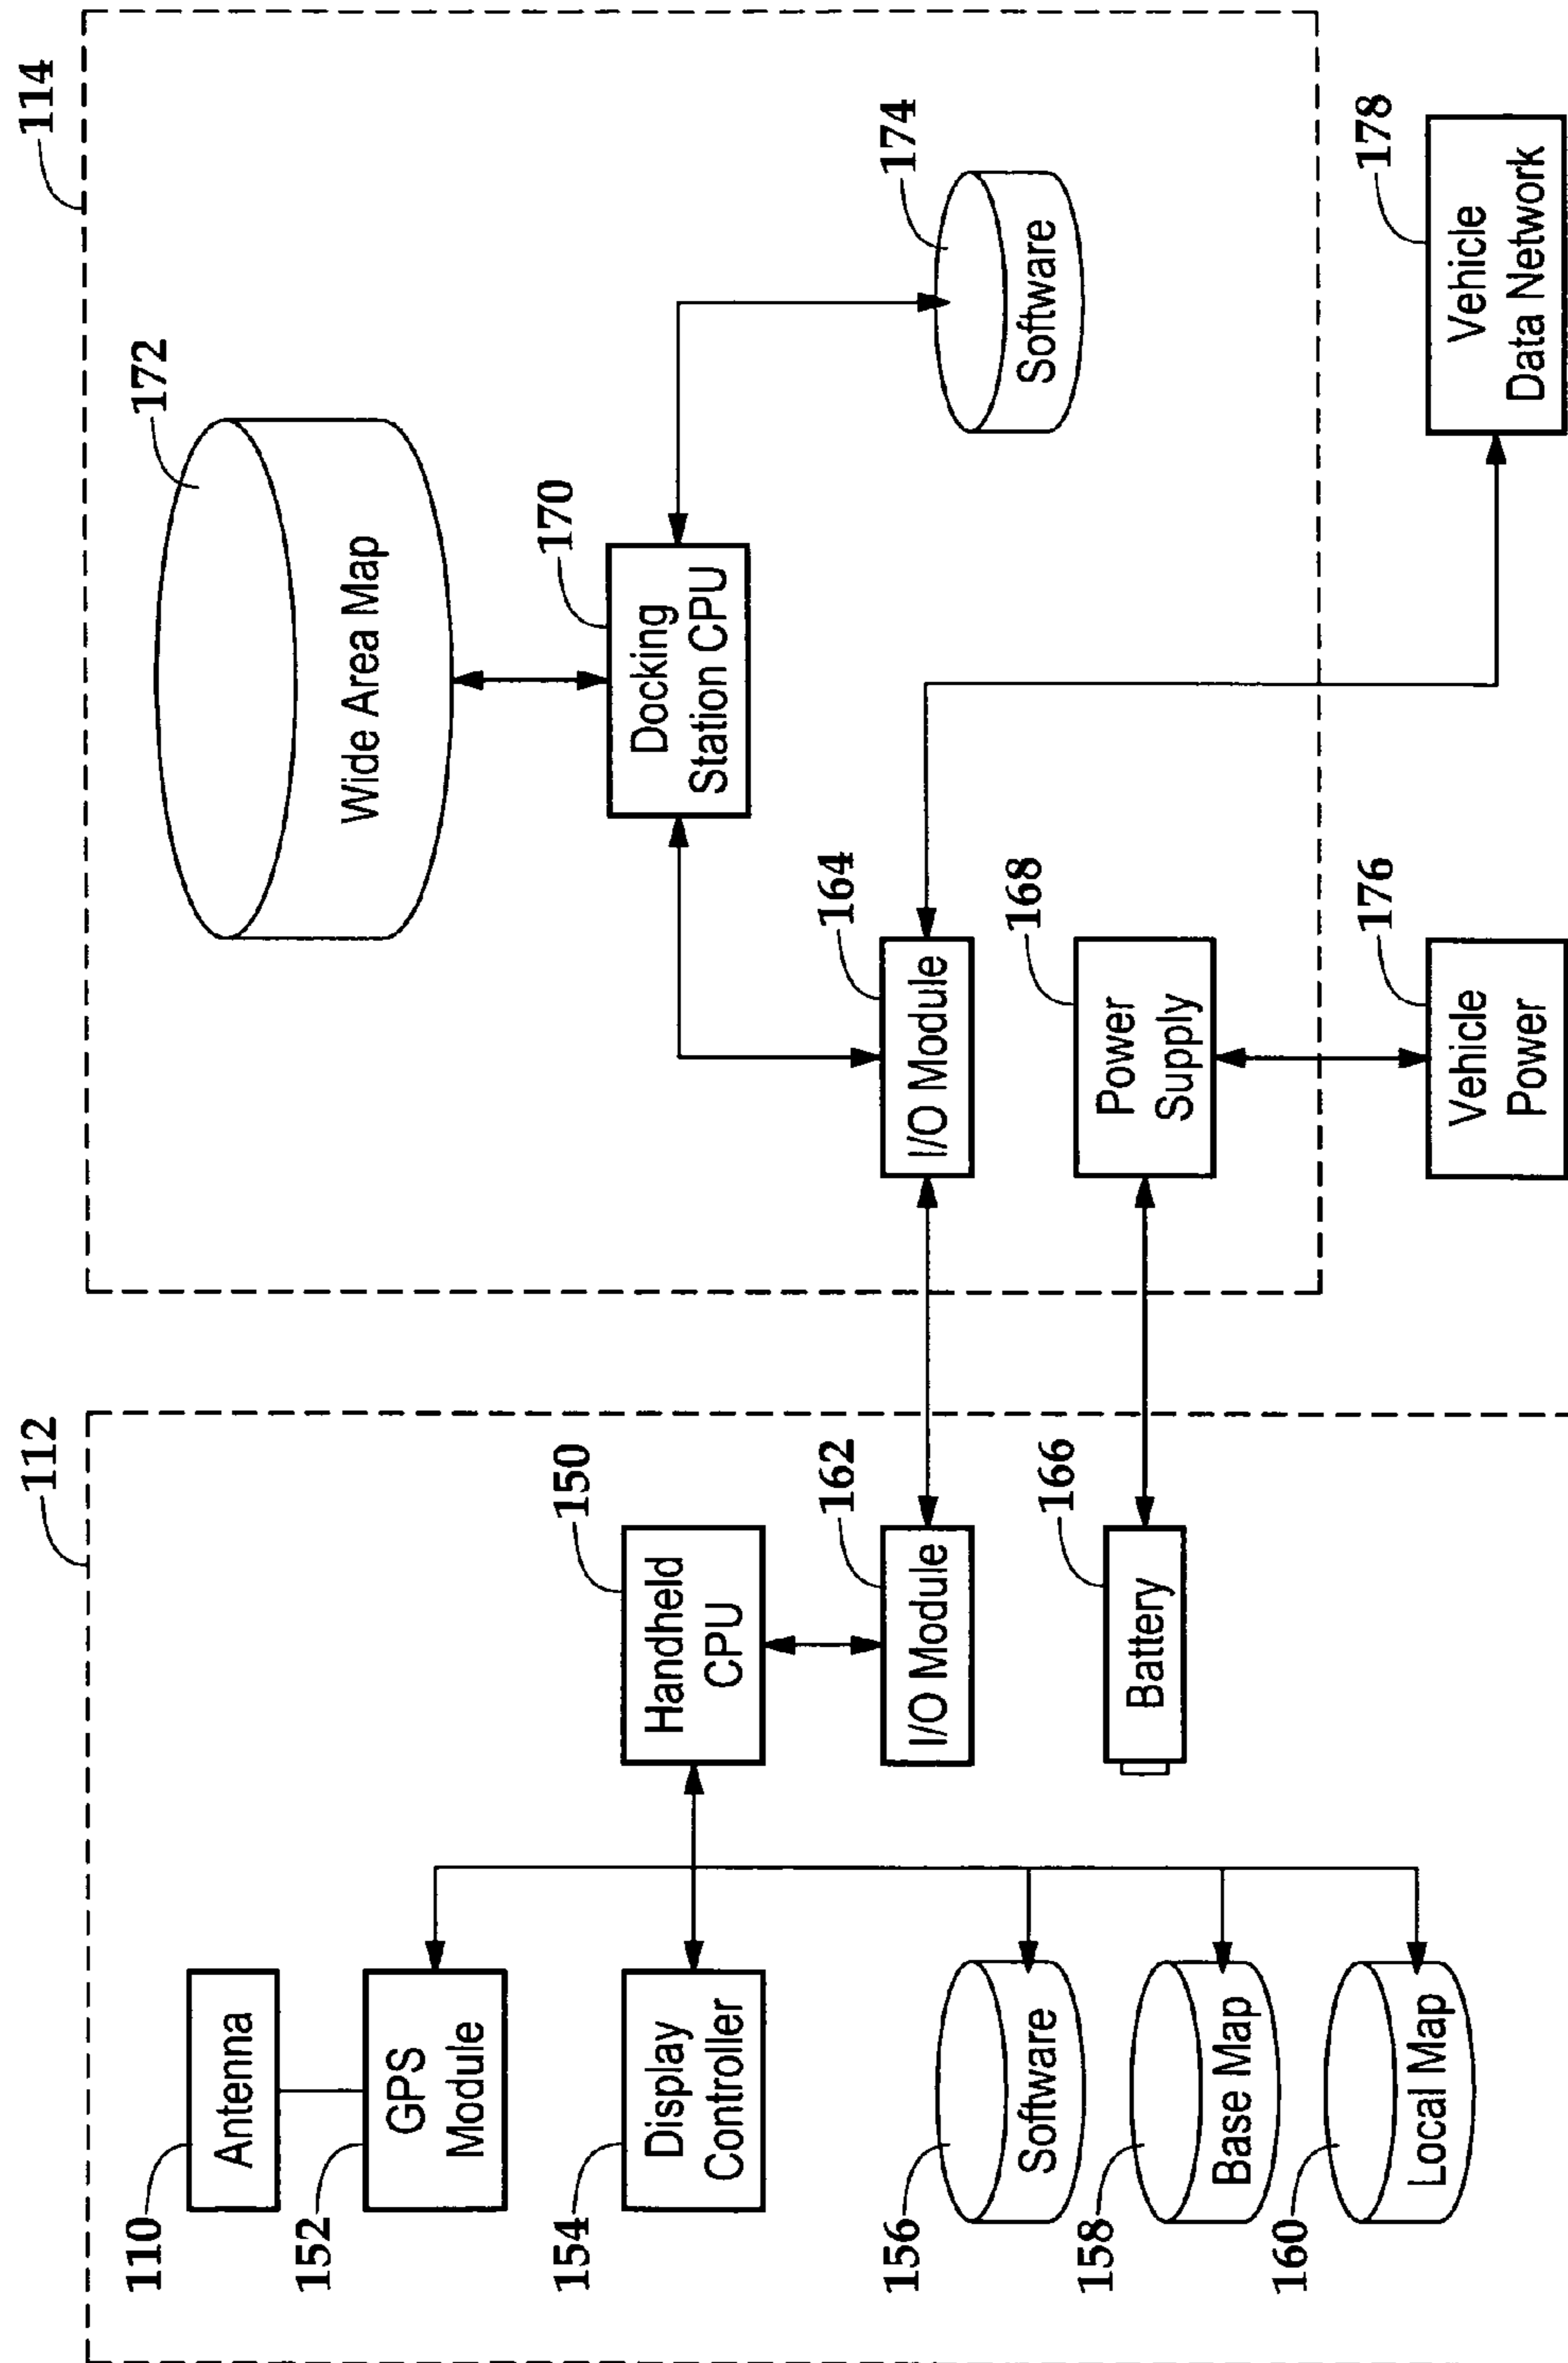 112
110
Antenna
152
GPS
Module
154
Display
Controller
156
Software
158
Base Map
160
Local Map
150
Handheld
CPU
162
I/O Module
166
Battery
114
172
Wide Area Map
170
Docking
Station CPU
174
Software
164
I/O Module
168
Power
Supply
176
Vehicle
Power
178
Vehicle
Data Network